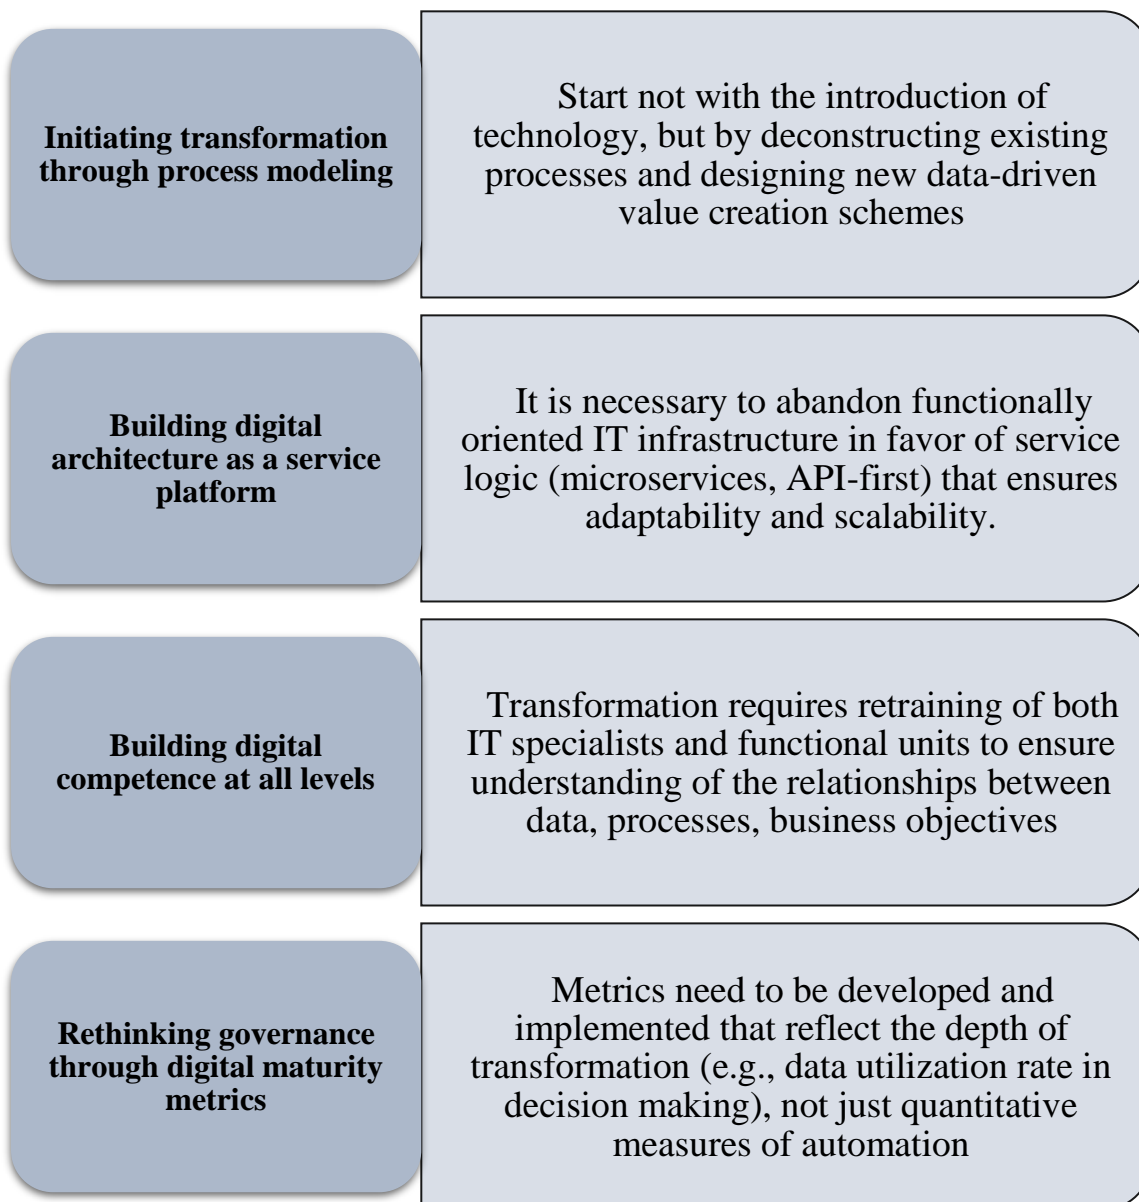 Initiating transformation
through process modeling
Start not with the introduction of
technology, but by deconstructing existing
processes and designing new data-driven
value creation schemes
Building digital
architecture as a service
platform
It is necessary to abandon functionally
oriented IT infrastructure in favor of service
logic (microservices, API-first) that ensures
adaptability and scalability.
Building digital
competence at all levels
Transformation requires retraining of both
IT specialists and functional units to ensure
understanding of the relationships between
data, processes, business objectives
Rethinking governance
through digital maturity
metrics
Metrics need to be developed and
implemented that reflect the depth of
transformation (e.g., data utilization rate in
decision making), not just quantitative
measures of automation